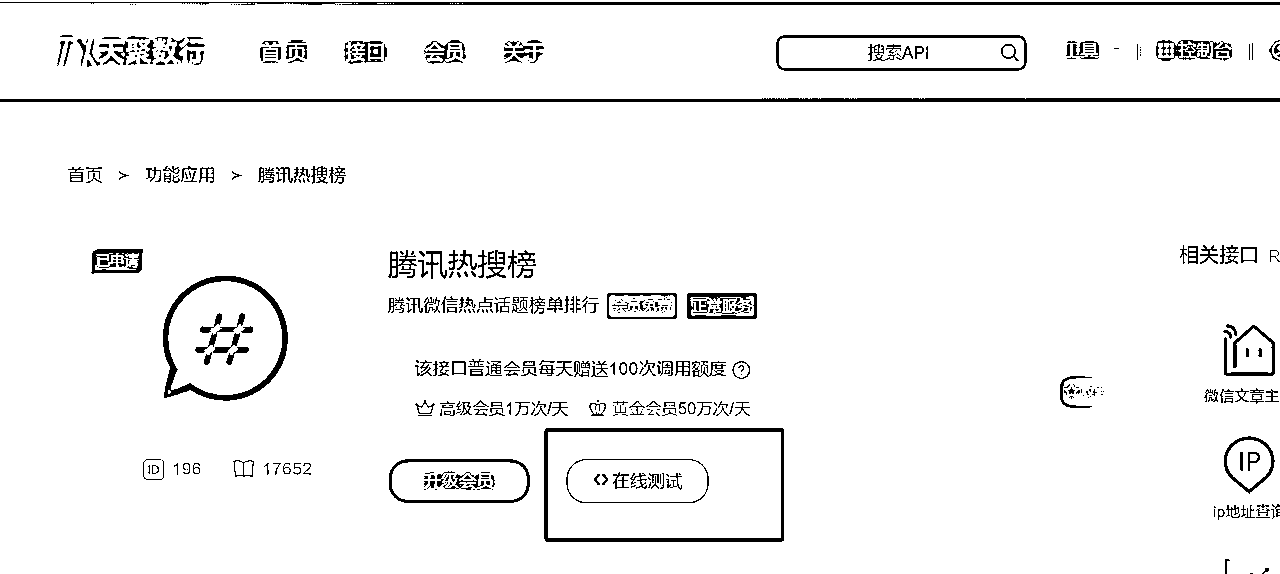 天聚数行 首页 接口 会员 关于 搜索API 工具 控制台
首页 > 功能应用 > 腾讯热搜榜
已申请
腾讯热搜榜
相关接口
腾讯微信热点话题榜单排行 会员免费 正常服务
该接口普通会员每天赠送100次调用额度
高级会员1万次/天 黄金会员50万次/天
微信文章主
ID 196 17652
升级会员 <>在线测试
IP
ip地址查询